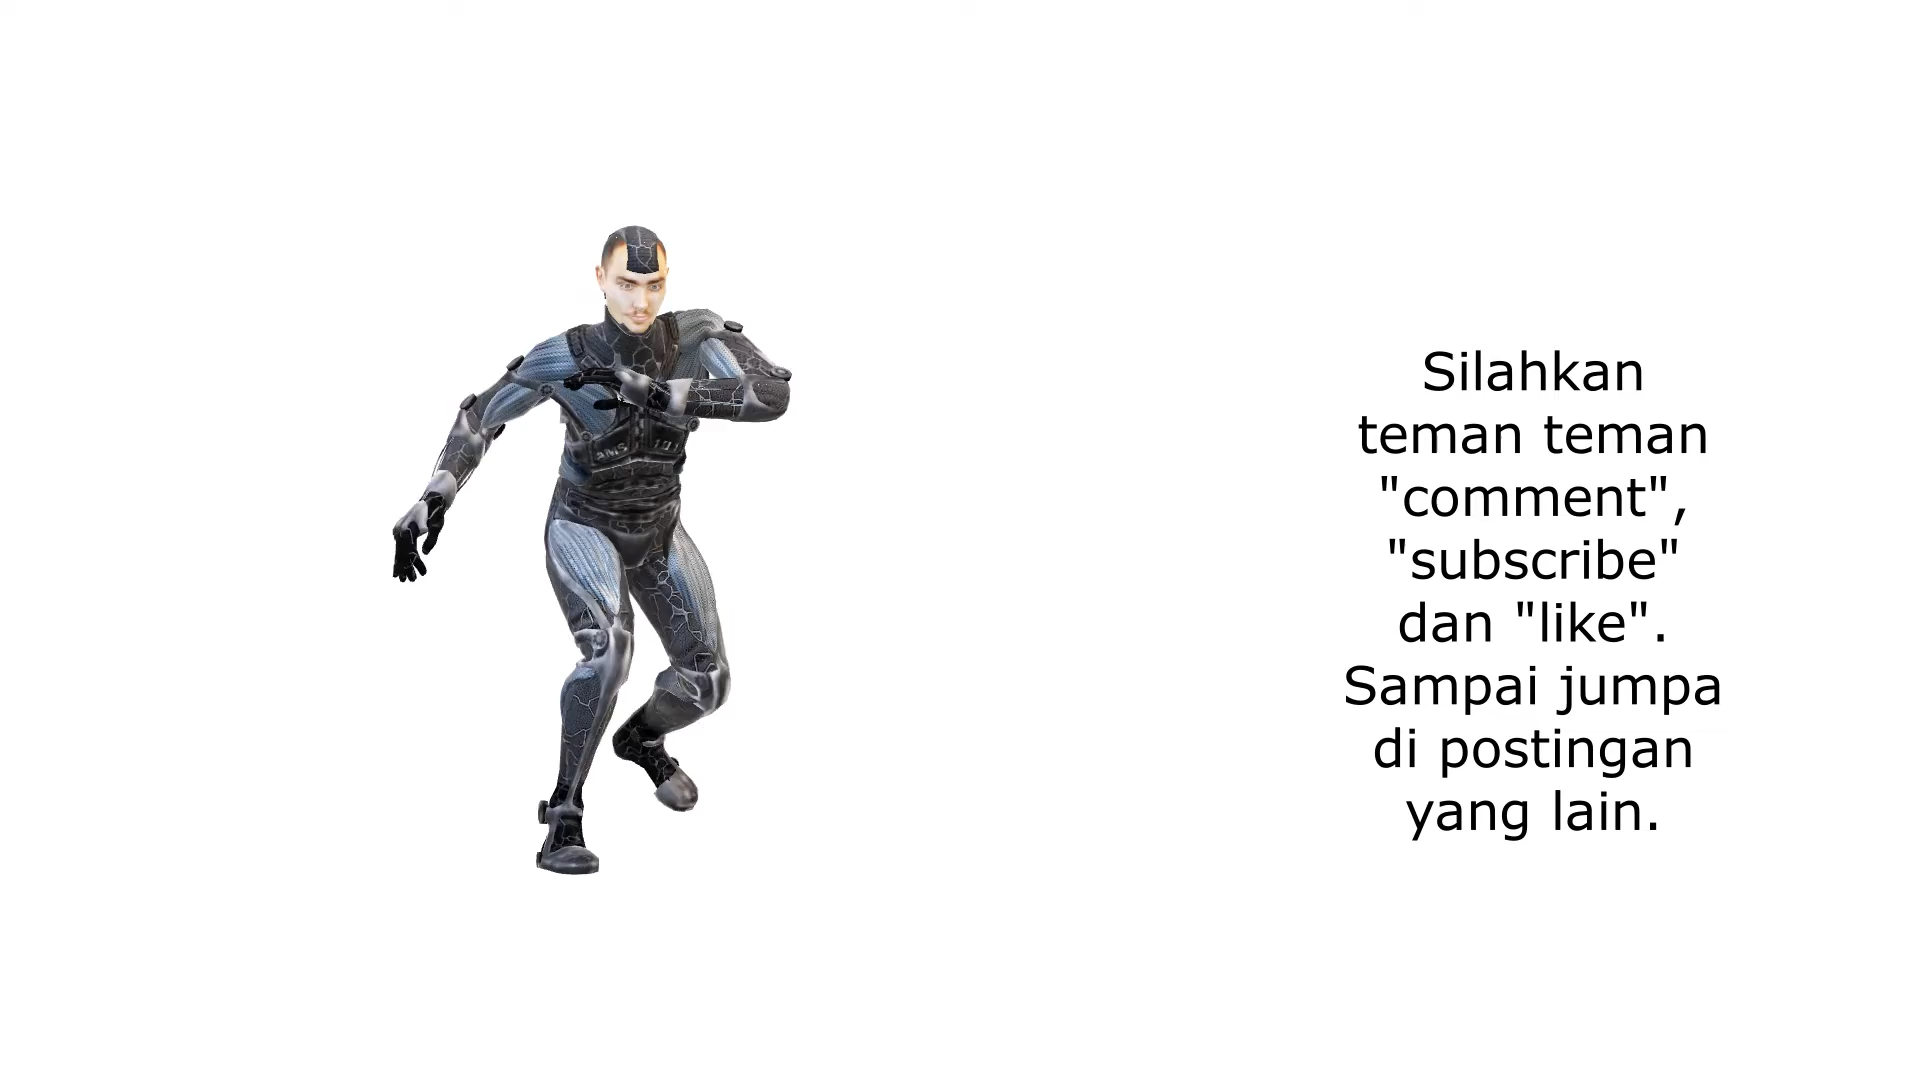 Silahkan
teman teman
"comment",
"subscribe"
dan "like".
Sampai jumpa
di postingan
yang lain.